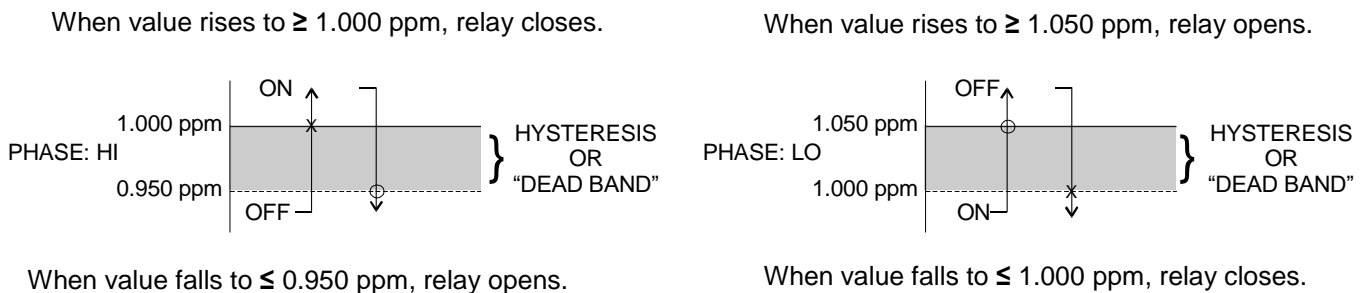 When value rises to ≥ 1.000 ppm, relay closes.
ON
1.000 ppm
PHASE: HI
0.950 ppm
OFF
HYSTERESIS
OR
“DEAD BAND”
When value falls to ≤ 0.950 ppm, relay opens.
When value rises to ≥ 1.050 ppm, relay opens.
OFF
1.050 ppm
PHASE: LO
1.000 ppm
ON
HYSTERESIS
OR
“DEAD BAND”
When value falls to ≤ 1.000 ppm, relay closes.